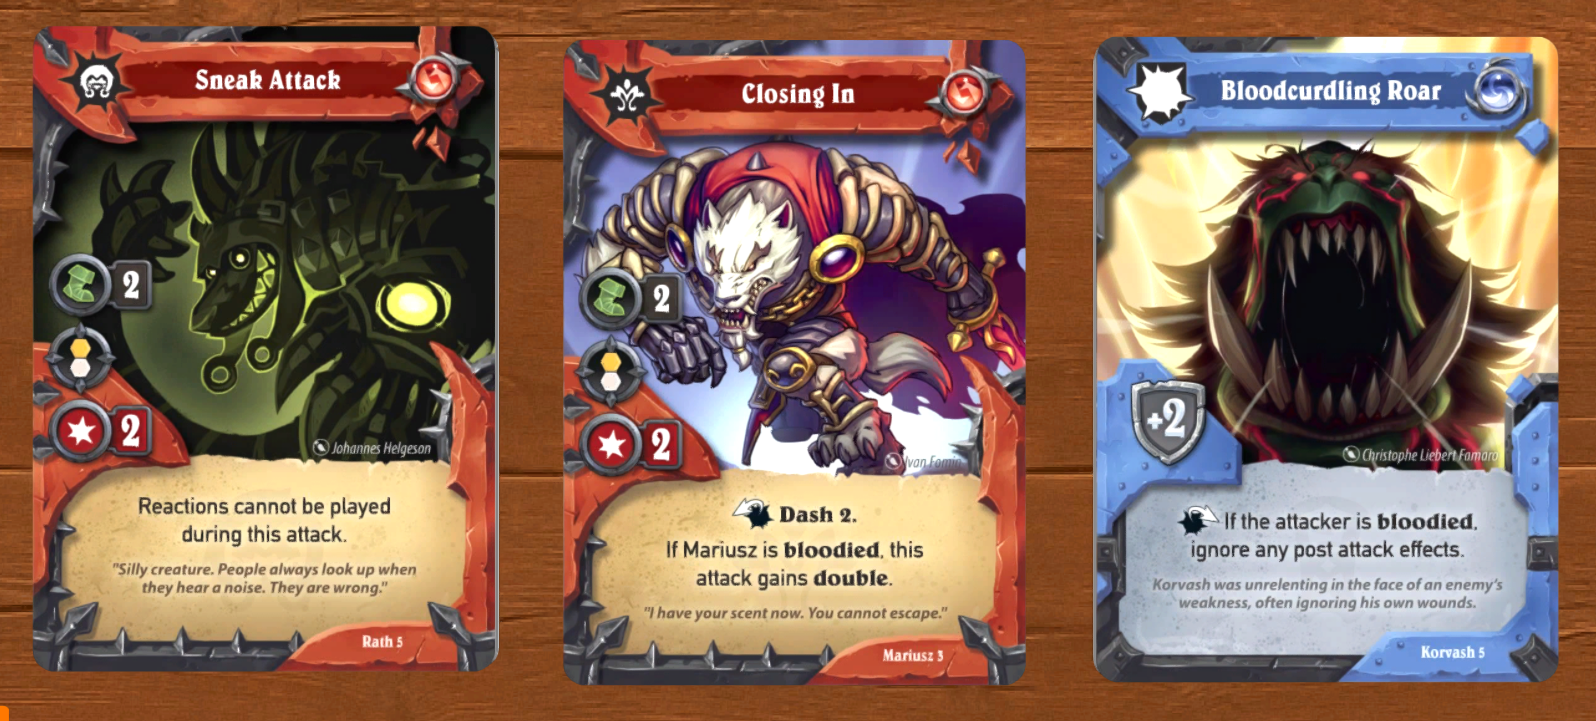 Sneak Attack
2
2
Johannes Helgeson
Reactions cannot be played
during this attack.
"Silly creature. People always look up when
they hear a noise. They are wrong."
Rath 5
Closing In
2
2
Ivan Fomin
Dash 2.
If Mariusz is bloodied, this
attack gains double.
"I have your scent now. You cannot escape."
Mariusz 3
Bloodcurdling Roar
+2
Christophe Liebert Famaro
If the attacker is bloodied,
ignore any post attack effects.
Korvash was unrelenting in the face of an enemy's
weakness, often ignoring his own wounds.
Korvash 5